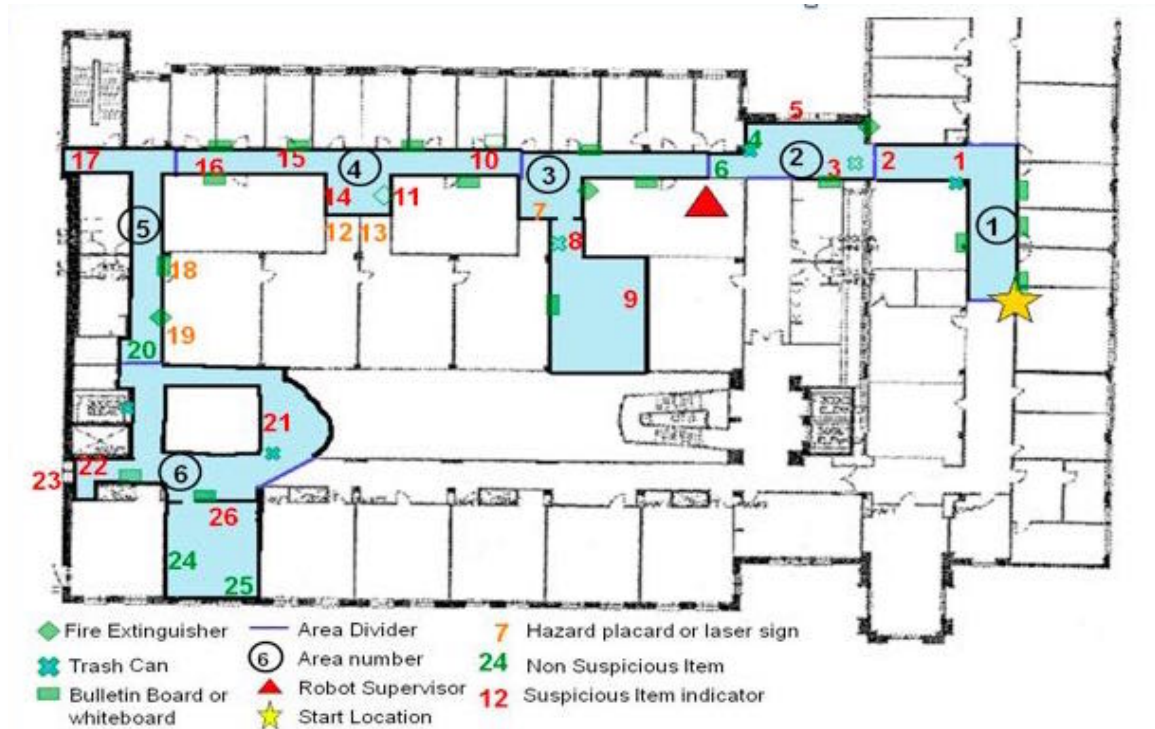 5
17
16
15
4
10
3
4
2
3
2
1
6
14
11
7
12
13
8
5
1
18
9
19
20
21
22
6
23
26
24
25
Fire Extinguisher
Area Divider
7 Hazard placard or laser sign
Trash Can
6 Area number
24 Non Suspicious Item
Bulletin Board or
whiteboard
Robot Supervisor
12 Suspicious Item indicator
Start Location